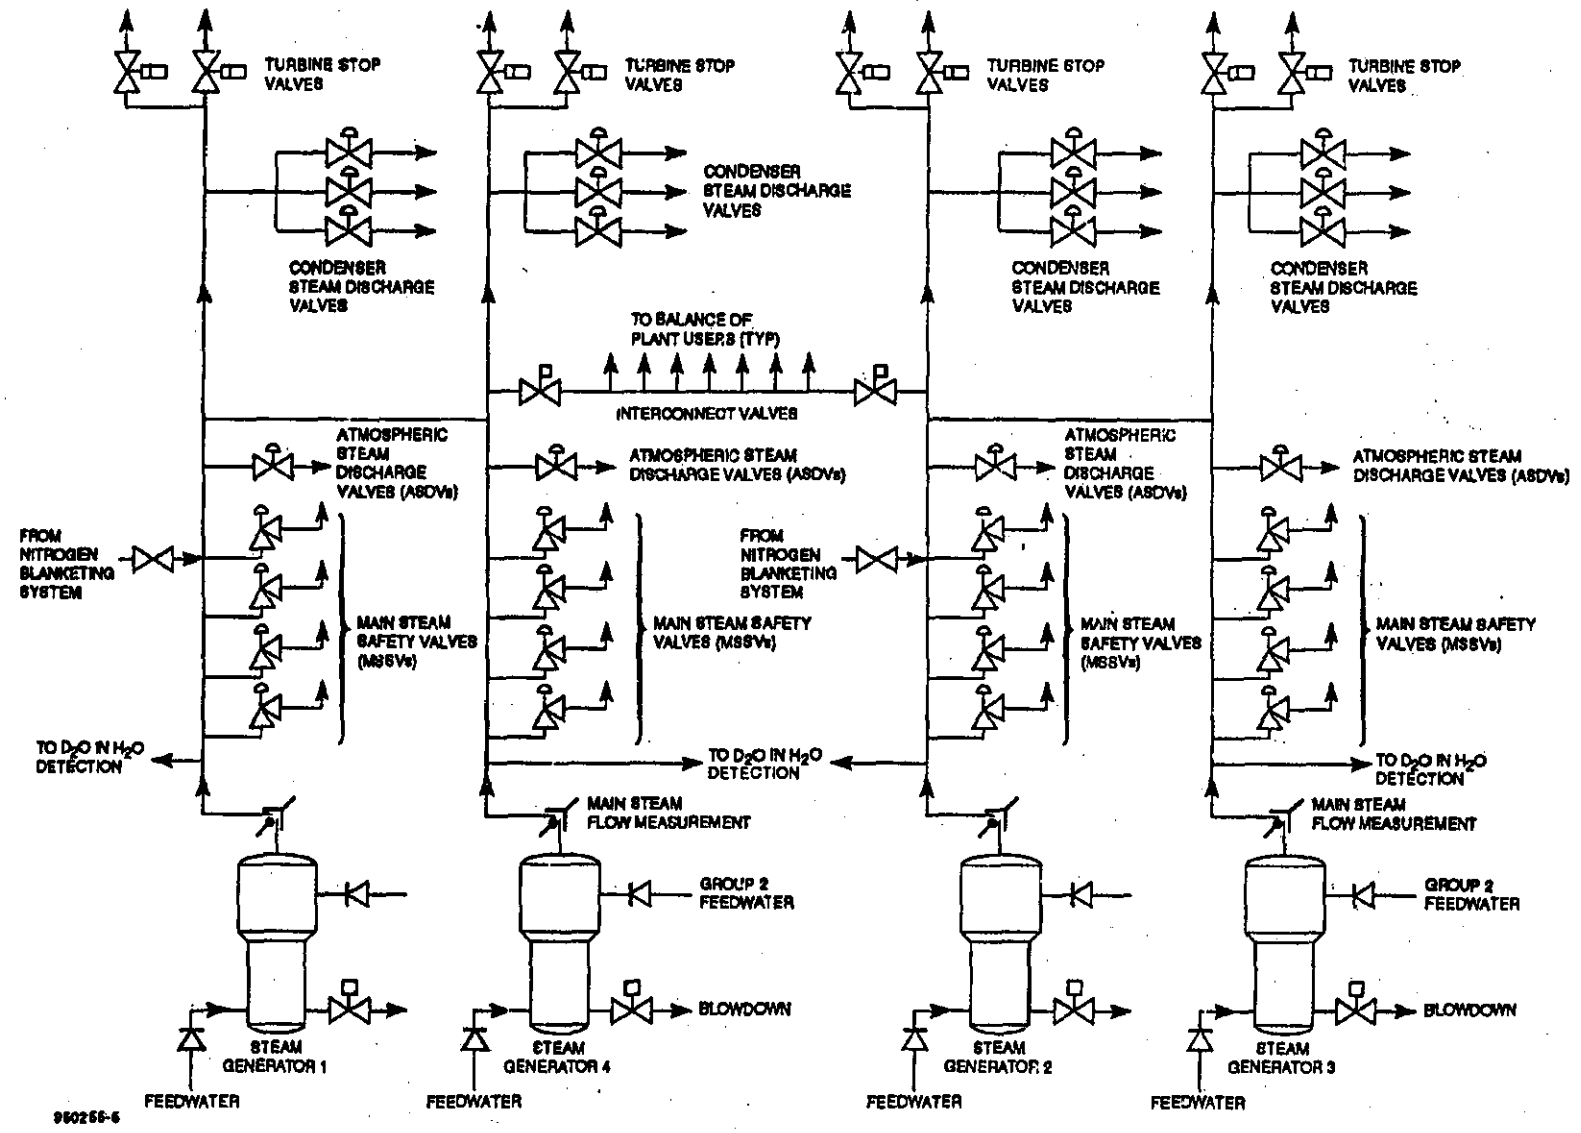 TURBINE STOP
VALVES
TURBINE STOP
VALVES
TURBINE STOP
VALVES
TURBINE STOP
VALVES
CONDENSER
STEAM DISCHARGE
VALVES
CONDENSER
STEAM DISCHARGE
VALVES
CONDENSER
STEAM DISCHARGE
VALVES
CONDENSER
STEAM DISCHARGE
VALVES
TO BALANCE OF
PLANT USERS (TYP)
INTERCONNECT VALVES
ATMOSPHERIC
STEAM
DISCHARGE
VALVES (ASDVs)
ATMOSPHERIC STEAM
DISCHARGE VALVES (ASDVs)
ATMOSPHERIC
STEAM
DISCHARGE
VALVES (ASDVs)
ATMOSPHERIC STEAM
DISCHARGE VALVES (ASDVs)
FROM
NITROGEN
BLANKETING
SYSTEM
FROM
NITROGEN
BLANKETING
SYSTEM
MAIN STEAM
SAFETY VALVES
(MSSVs)
MAIN STEAM SAFETY
VALVES (MSSVs)
MAIN STEAM
SAFETY VALVES
(MSSVs)
MAIN STEAM SAFETY
VALVES (MSSVs)
TO D2O IN H2O
DETECTION
TO D2O IN H2O
DETECTION
TO D2O IN H2O
DETECTION
MAIN STEAM
FLOW MEASUREMENT
MAIN STEAM
FLOW MEASUREMENT
GROUP 2
FEEDWATER
GROUP 2
FEEDWATER
BLOWDOWN
BLOWDOWN
STEAM
GENERATOR 1
STEAM
GENERATOR 4
STEAM
GENERATOR 2
STEAM
GENERATOR 3
FEEDWATER
FEEDWATER
FEEDWATER
FEEDWATER